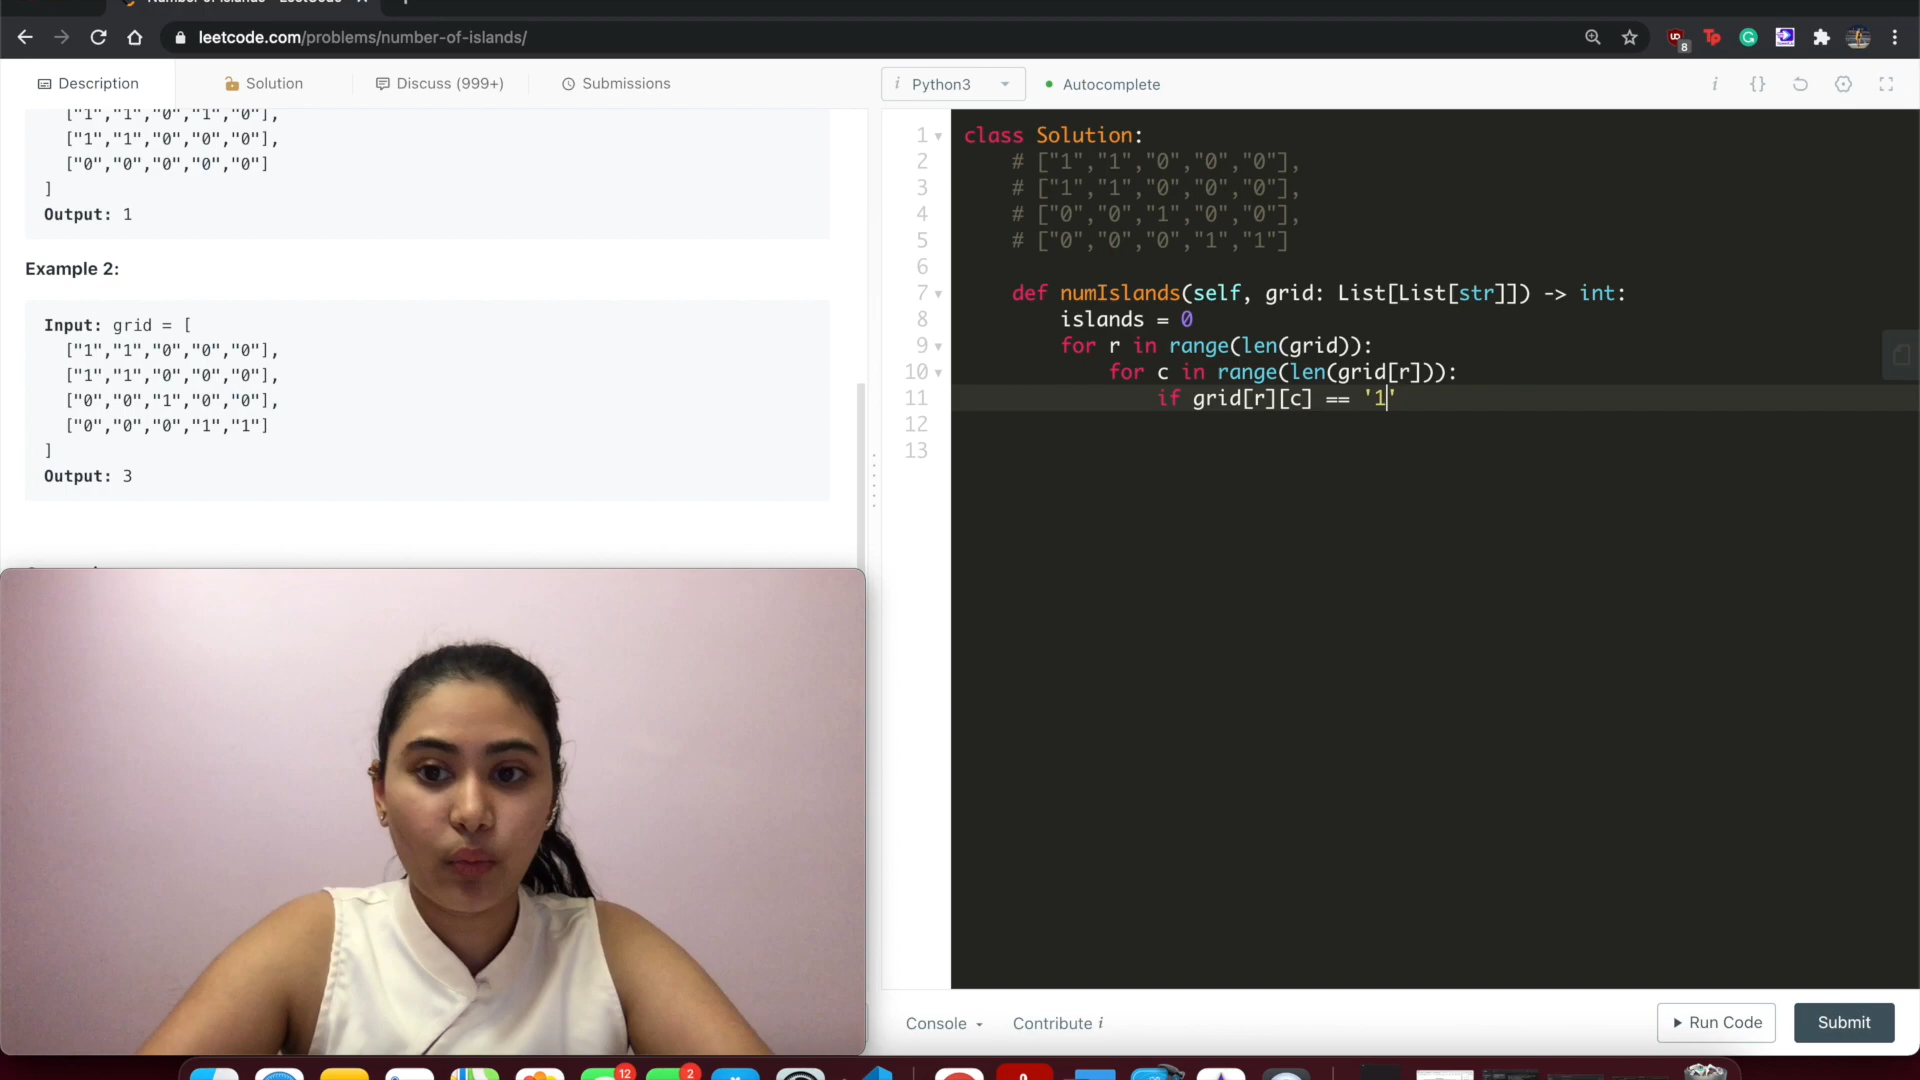 Number of Islands - LeetCode
leetcode.com/problems/number-of-islands/
8
Description
Solution
Discuss (999+)
Submissions
["1","1","0","1","0"],
["1","1","0","0","0"],
["0","0","0","0","0"]
]
Output: 1
Example 2:
Input: grid = [
["1","1","0","0","0"],
["1","1","0","0","0"],
["0","0","1","0","0"],
["0","0","0","1","1"]
]
Output: 3
i Python3
Autocomplete
i {}
1 class Solution:
2 # ["1","1","0","0","0"],
3 # ["1","1","0","0","0"],
4 # ["0","0","1","0","0"],
5 # ["0","0","0","1","1"]
6
7 def numIslands(self, grid: List[List[str]]) -> int:
8 islands = 0
9 for r in range(len(grid)):
10 for c in range(len(grid[r])):
11 if grid[r][c] == '1'
12
13
Console
Contribute i
Run Code
Submit
12
2